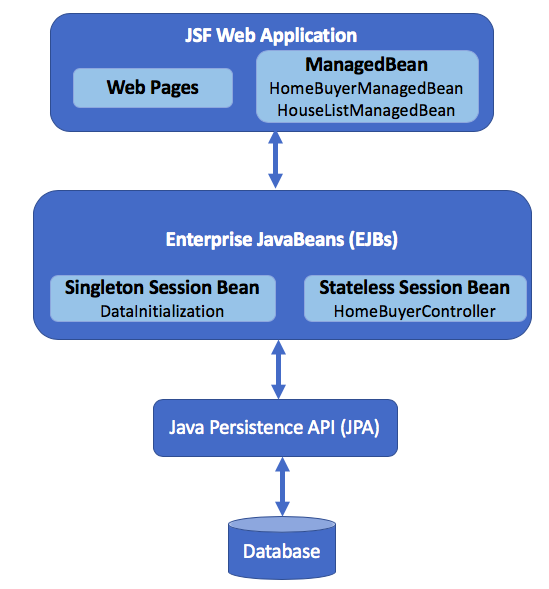 JSF Web Application
Web Pages
ManagedBean
HomeBuyerManagedBean
HouseListManagedBean
Enterprise JavaBeans (EJBs)
Singleton Session Bean
DataInitialization
Stateless Session Bean
HomeBuyerController
Java Persistence API (JPA)
Database